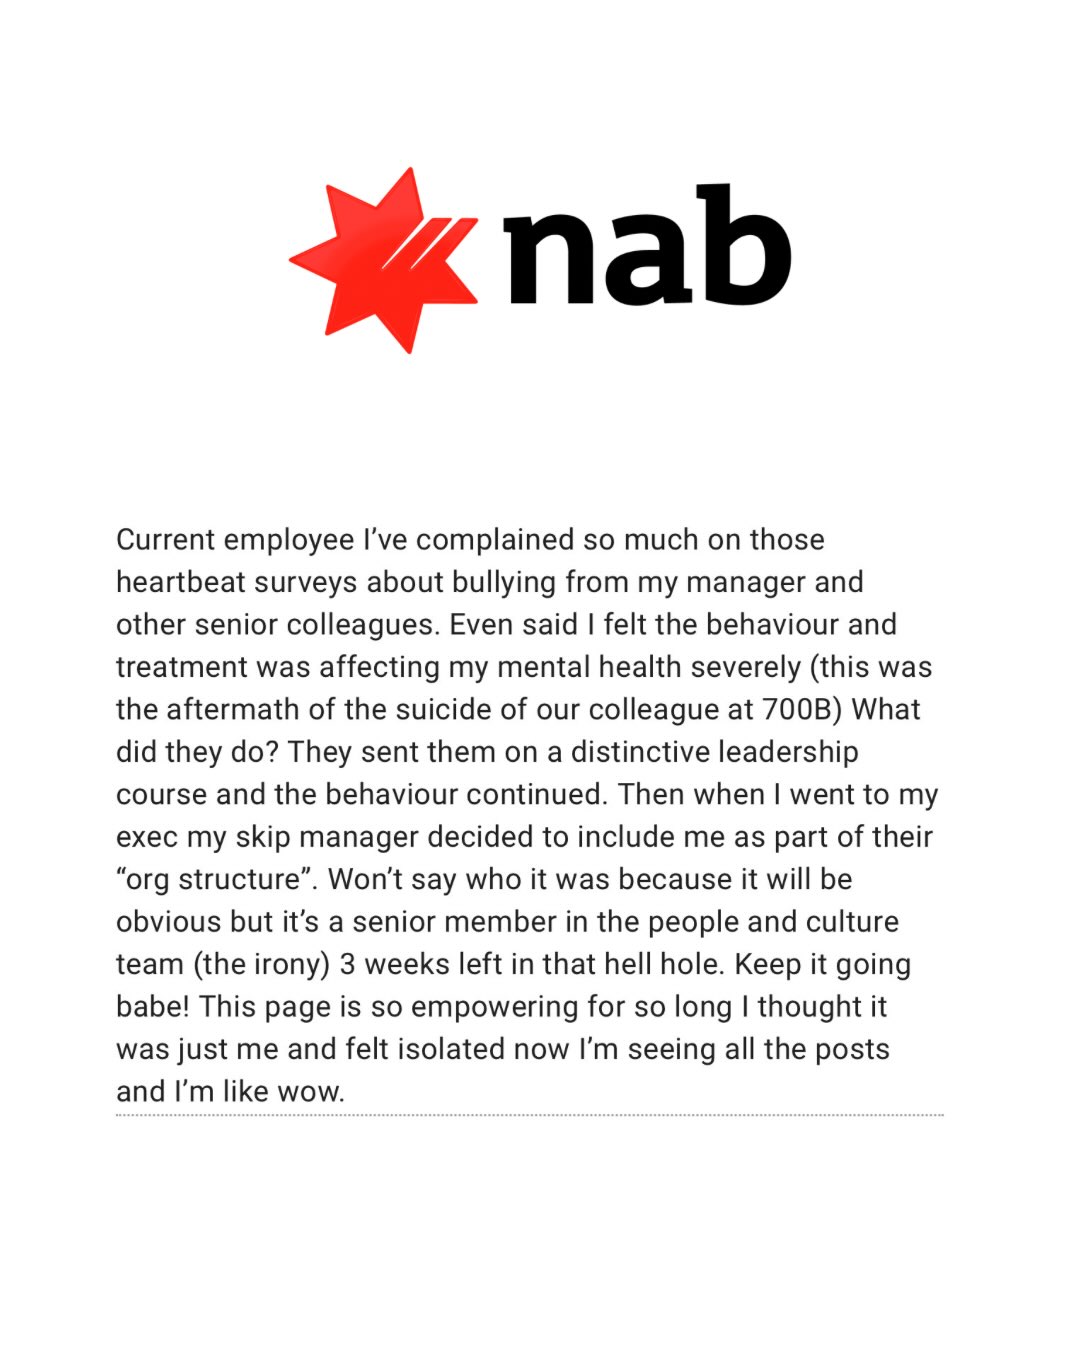 nab
Current employee I’ve complained so much on those
heartbeat surveys about bullying from my manager and
other senior colleagues. Even said I felt the behaviour and
treatment was affecting my mental health severely (this was
the aftermath of the suicide of our colleague at 700B) What
did they do? They sent them on a distinctive leadership
course and the behaviour continued. Then when I went to my
exec my skip manager decided to include me as part of their
“org structure”. Won’t say who it was because it will be
obvious but it’s a senior member in the people and culture
team (the irony) 3 weeks left in that hell hole. Keep it going
babe! This page is so empowering for so long I thought it
was just me and felt isolated now I’m seeing all the posts
and I’m like wow.